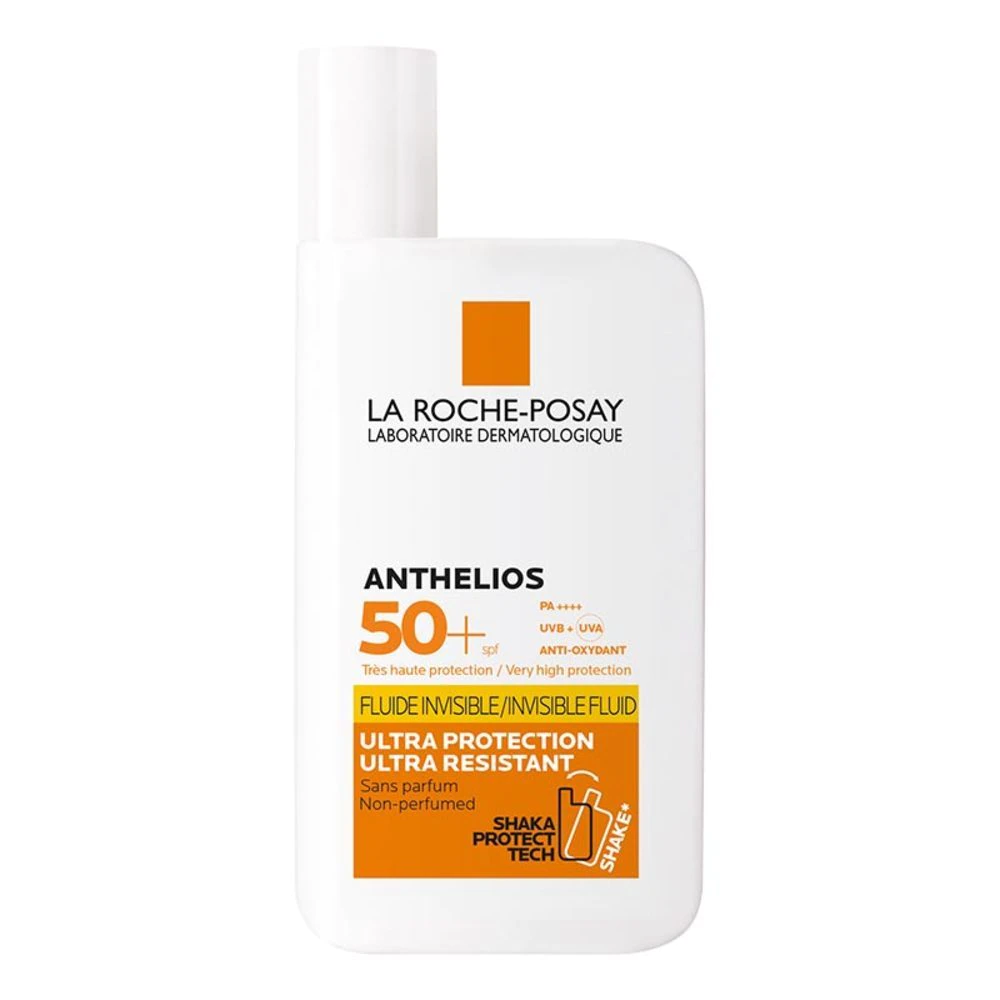 LA ROCHE-POSAY
LABORATOIRE DERMATOLOGIQUE
ANTHELIOS
50+ spf
PA ++++
UVB + UVA
ANTI-OXYDANT
Très haute protection / Very high protection
FLUIDE INVISIBLE/INVISIBLE FLUID
ULTRA PROTECTION
ULTRA RESISTANT
Sans parfum
Non-perfumed
SHAKA
PROTECT
TECH
SHAKE*